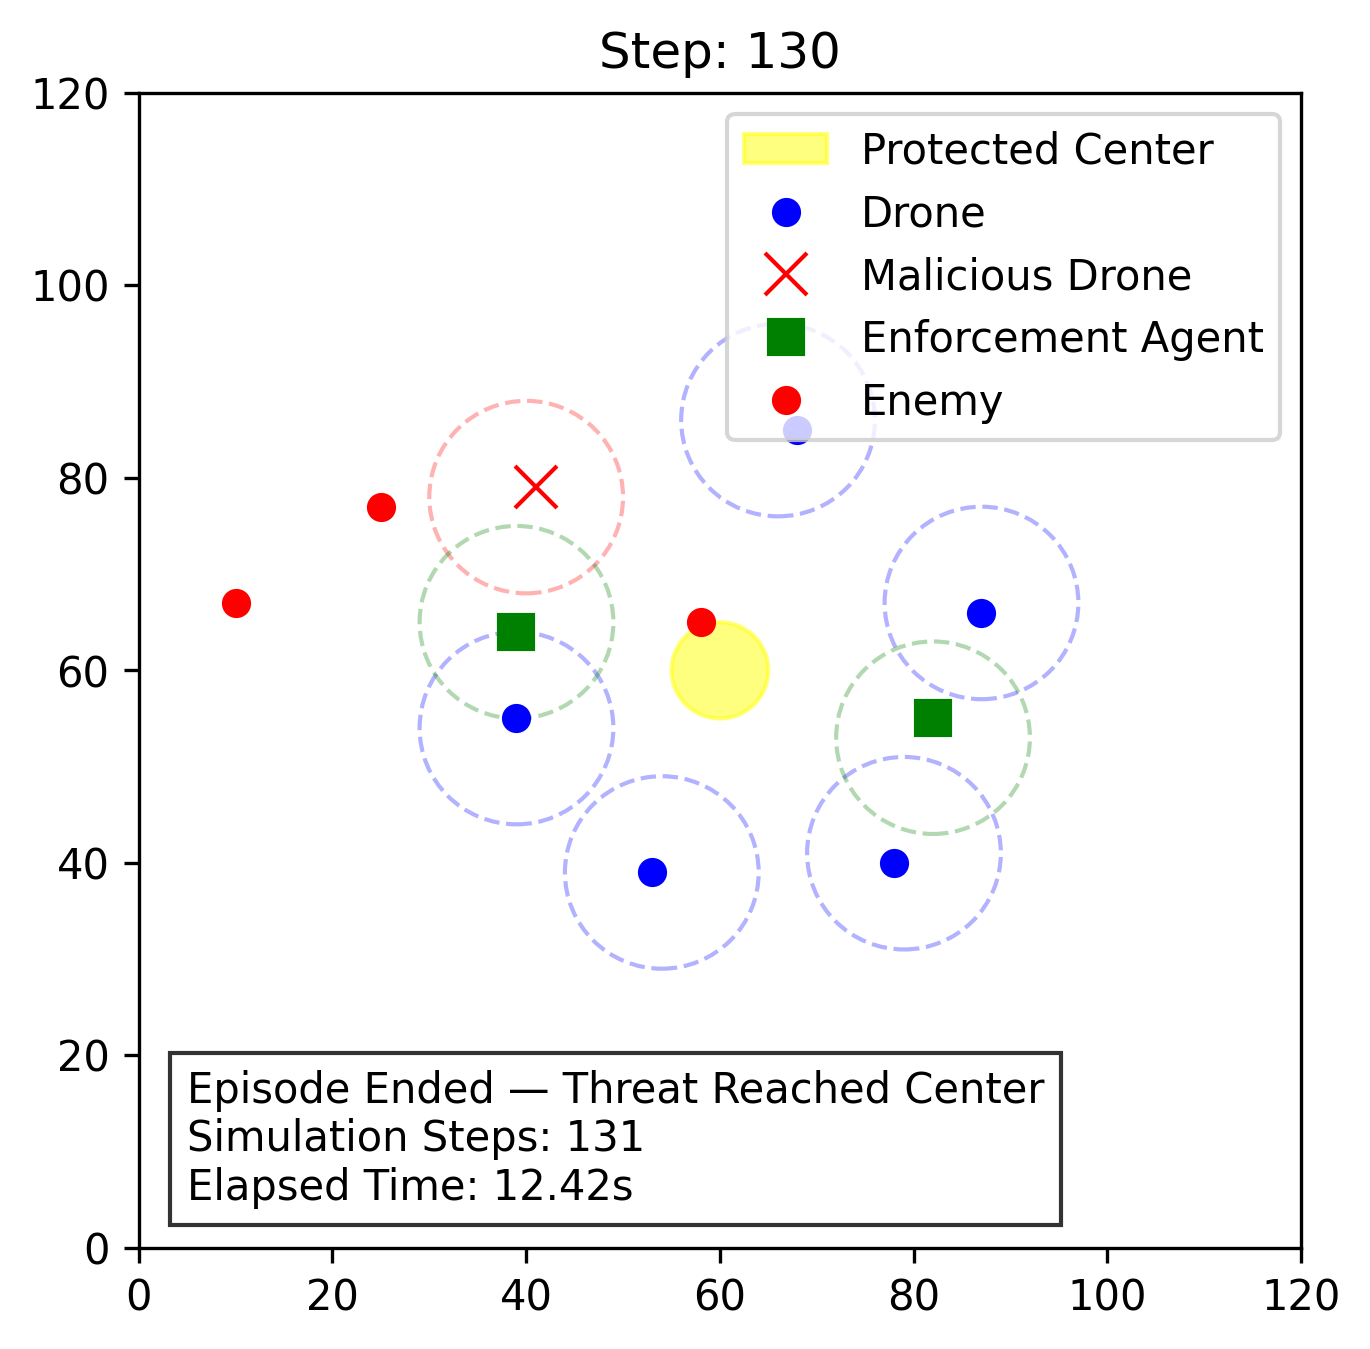 Step: 130
120
100
80
60
40
20
0
Protected Center
Drone
Malicious Drone
Enforcement Agent
Enemy
Episode Ended — Threat Reached Center
Simulation Steps: 131
Elapsed Time: 12.42s
0 20 40 60 80 100 120